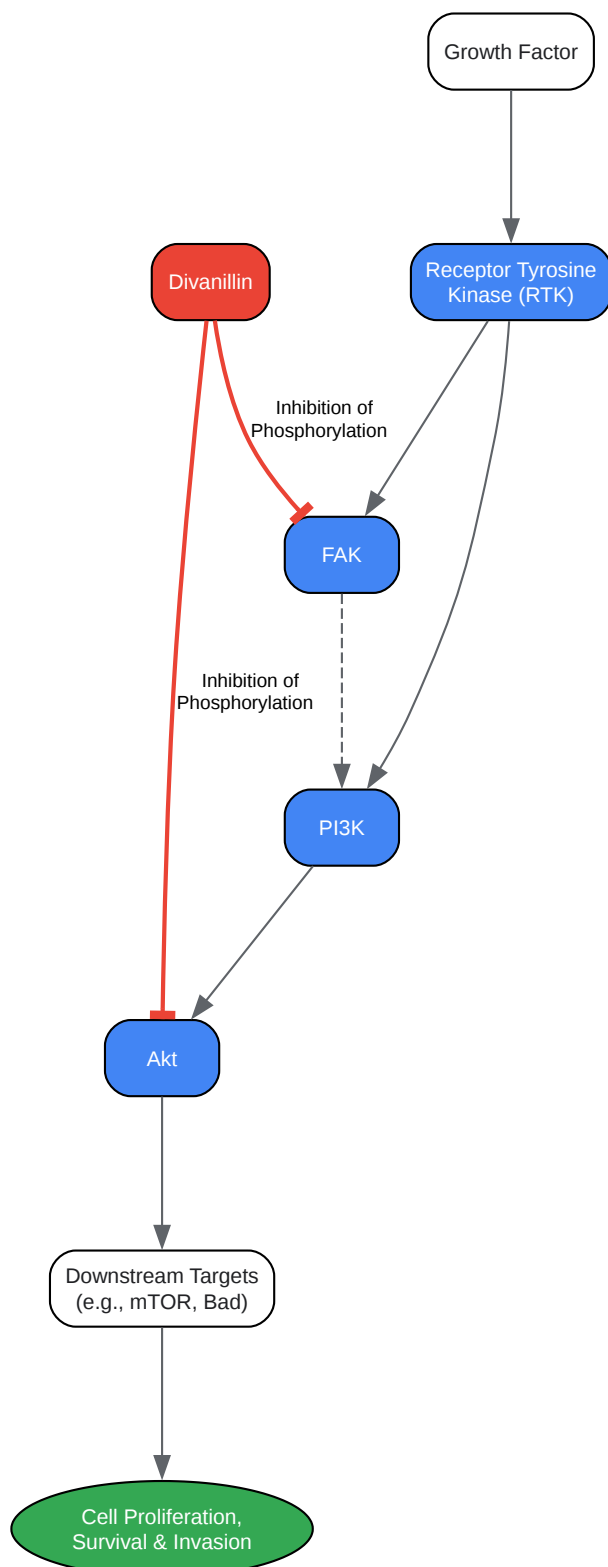 Growth Factor
Divanillin
Receptor Tyrosine
Kinase (RTK)
Inhibition of
Phosphorylation
FAK
Inhibition of
Phosphorylation
PI3K
Akt
Downstream Targets
(e.g., mTOR, Bad)
Cell Proliferation,
Survival & Invasion